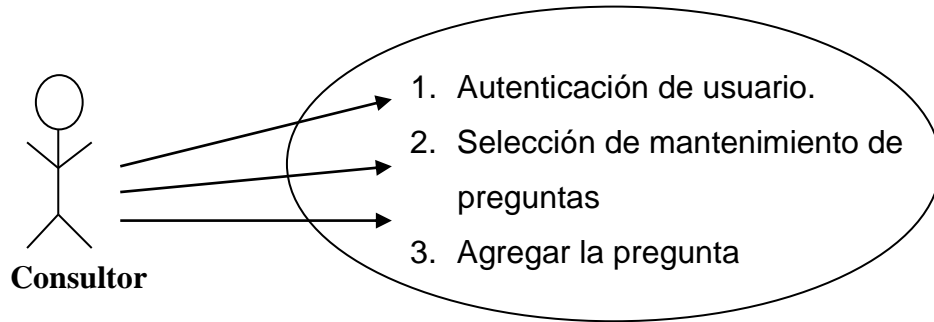 1. Autenticación de usuario.
2. Selección de mantenimiento de
preguntas
3. Agregar la pregunta
Consultor